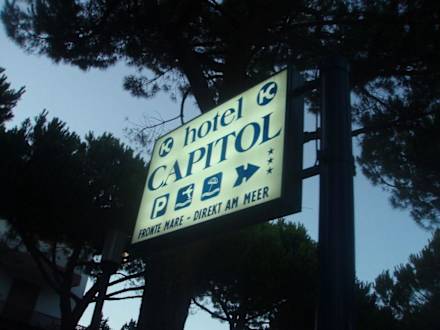 hotel
CAPITOL
P
FRONTE MARE - DIREKT AM MEER